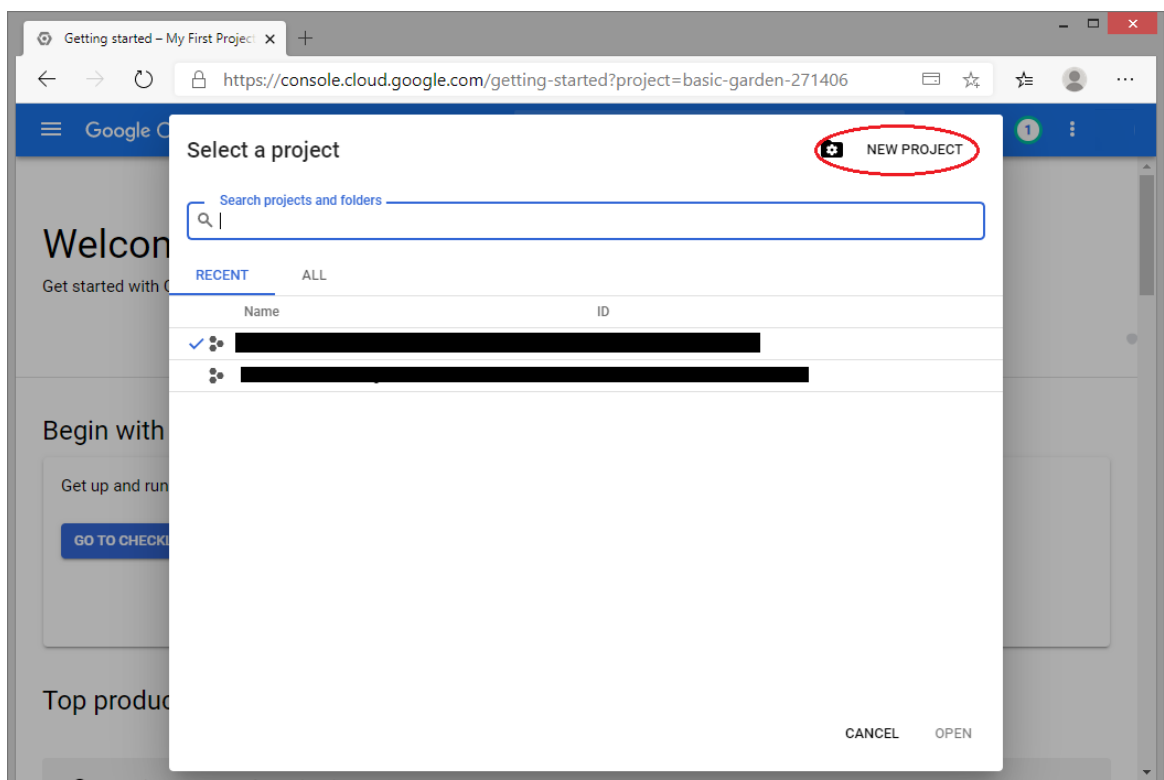 Getting started – My First Project
https://console.cloud.google.com/getting-started?project=basic-garden-271406
Google C
1
Select a project
NEW PROJECT
Search projects and folders
Welcon
Get started with G
RECENT ALL
Name ID
Begin with
Get up and run
GO TO CHECKL
Top produc
CANCEL OPEN